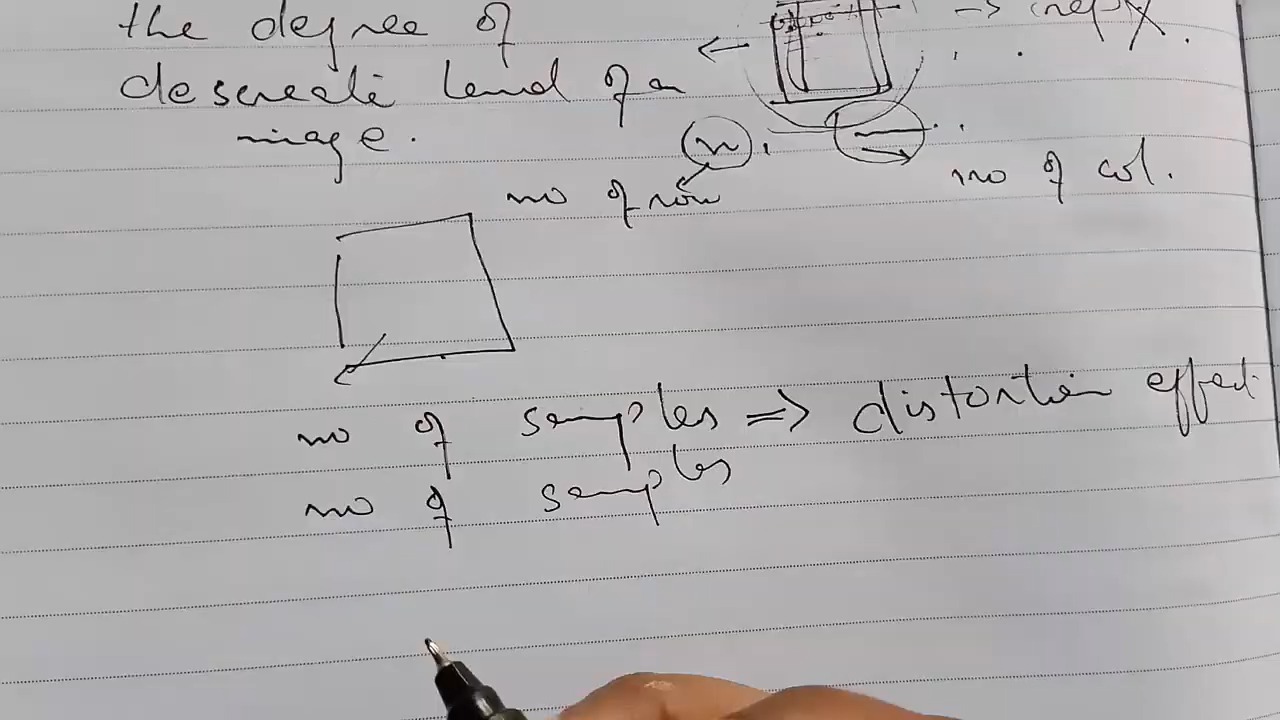 the degree of
descreate level of an
image.
n
no of row
no of col.
no of samples => distortion effect
no of samples